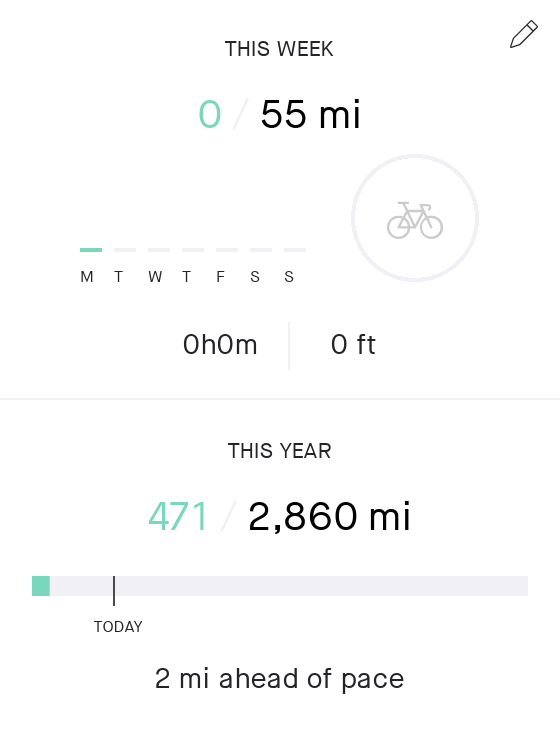 THIS WEEK
0 / 55 mi
M T W T F S S
0h0m 0 ft
THIS YEAR
471 / 2,860 mi
TODAY
2 mi ahead of pace